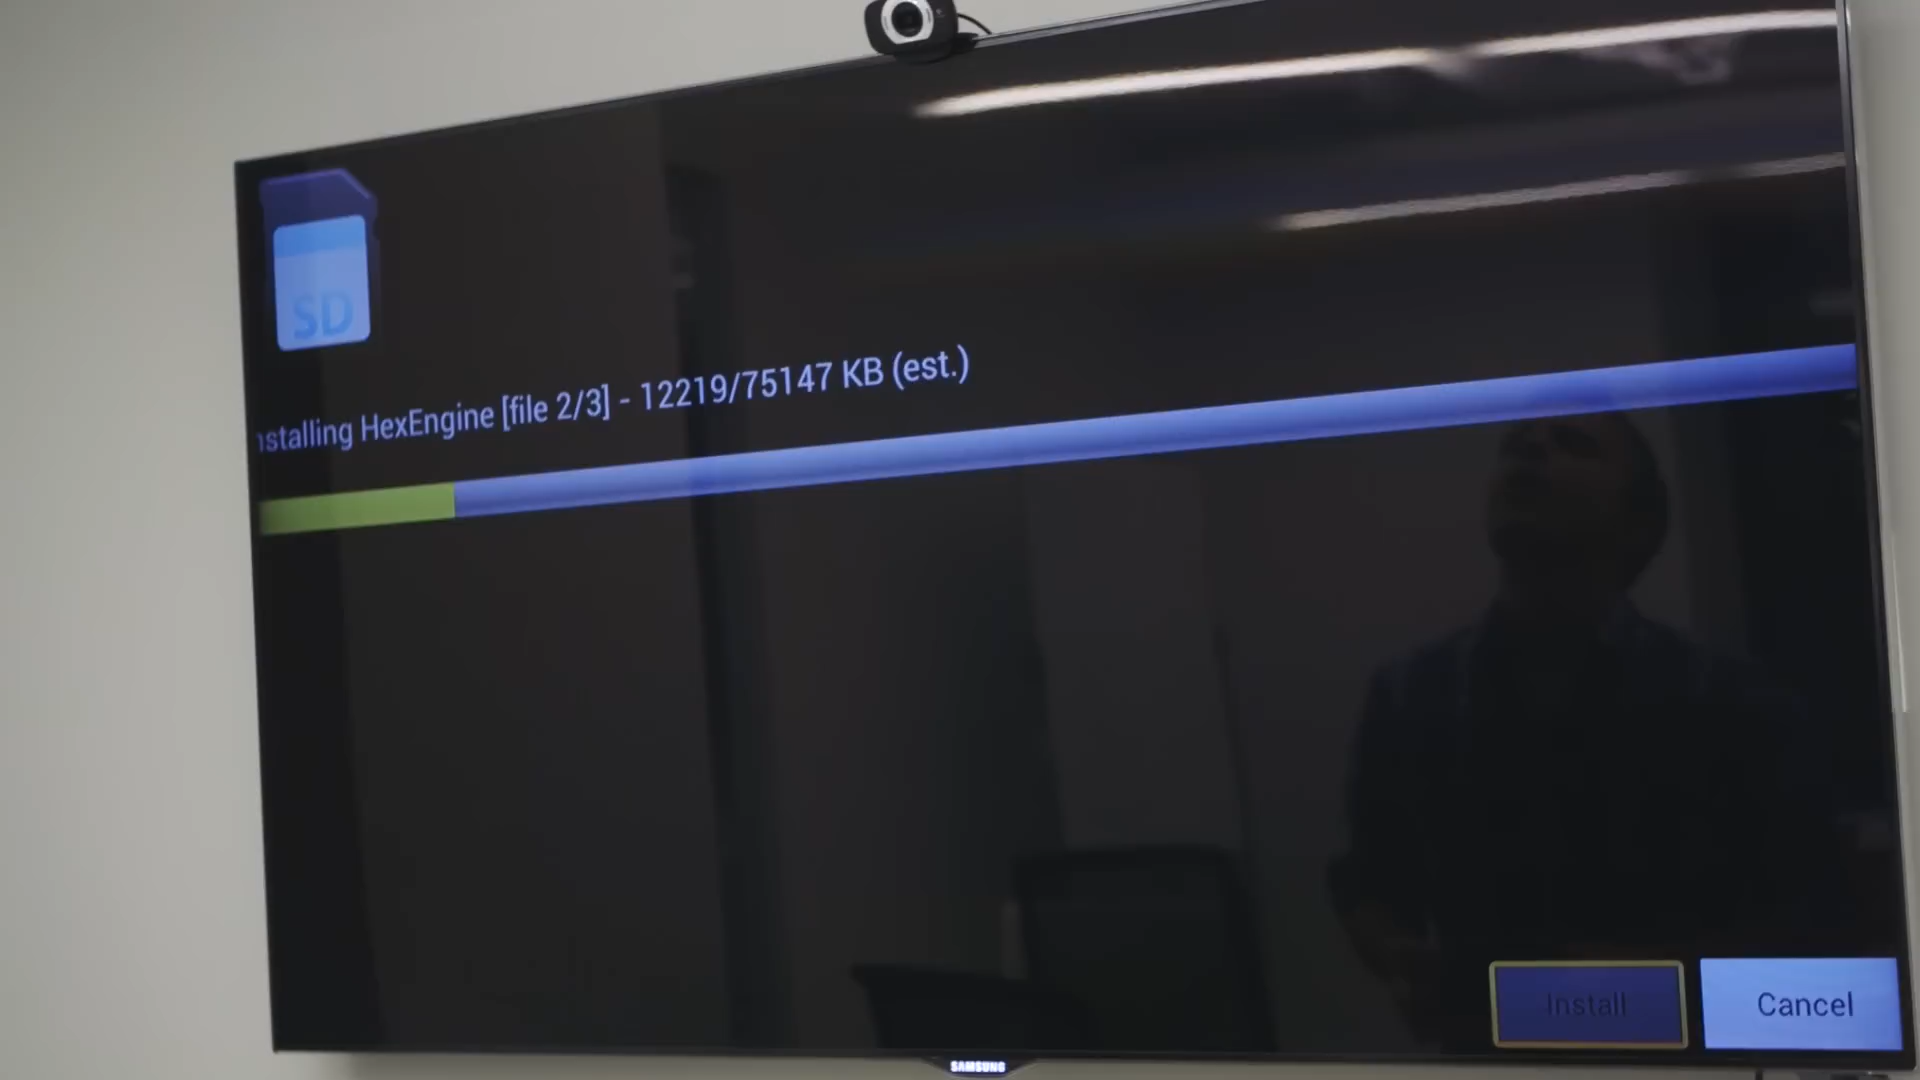 SD
nstalling HexEngine [file 2/3] - 12219/75147 KB (est.)
Install
Cancel
SAMSUNG